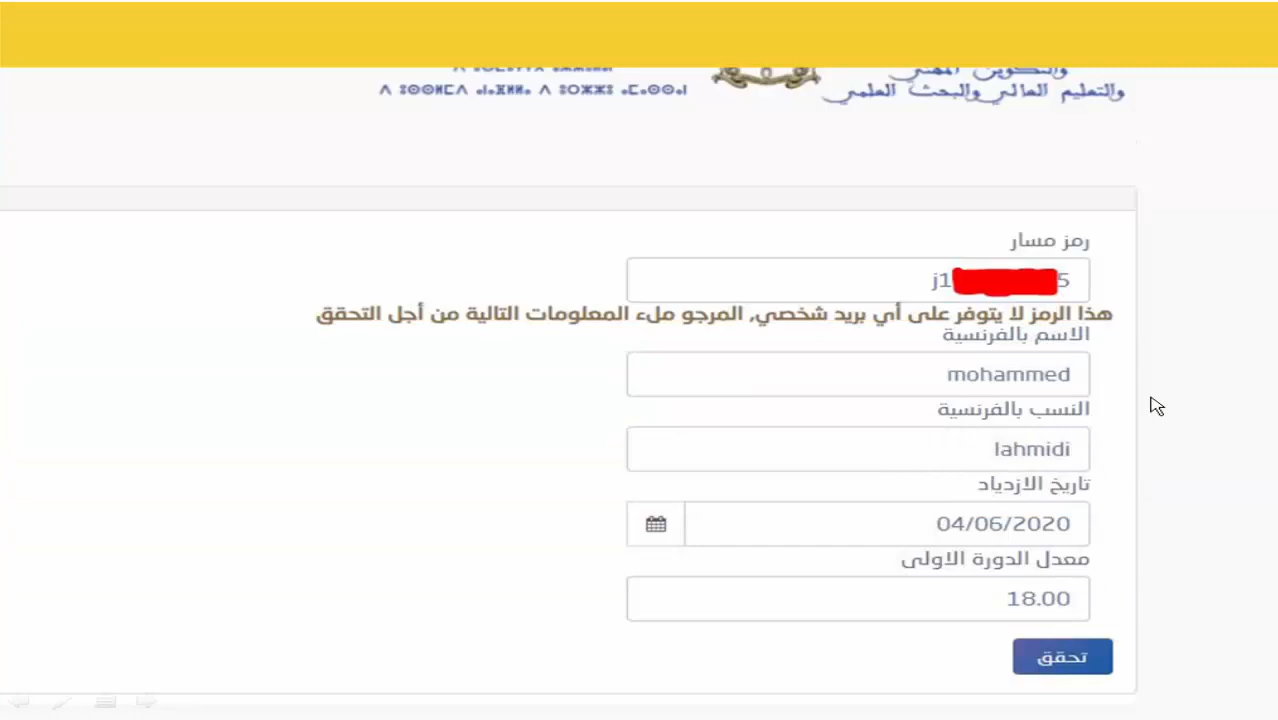 والتكوين المهني
والتعليم العالي والبحث العلمي
رمز مسار
j1 5
هذا الرمز لا يتوفر على أي بريد شخصي, المرجو ملء المعلومات التالية من أجل التحقق
الاسم بالفرنسية
mohammed
النسب بالفرنسية
lahmidi
تاريخ الازدياد
04/06/2020
معدل الدورة الاولى
18.00
تحقق